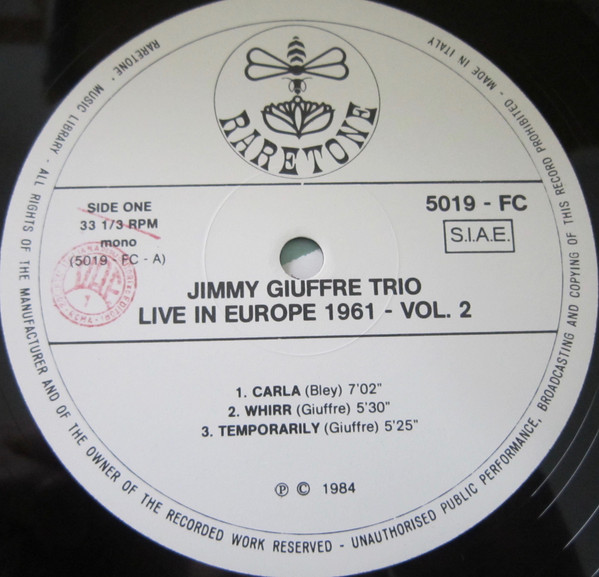 RARETONE
RARETONE MUSIC LIBRARY - ALL RIGHTS OF THE MANUFACTURER AND OF THE OWNER OF THE RECORDED WORK RESERVED - UNAUTHORISED PUBLIC PERFORMANCE, BROADCASTING AND COPYING OF THIS RECORD PROHIBITED - MADE IN ITALY
SIDE ONE
33 1/3 RPM
mono
(5019 - FC - A)
5019 - FC
S.I.A.E.
JIMMY GIUFFRE TRIO
LIVE IN EUROPE 1961 - VOL. 2
1. CARLA (Bley) 7'02"
2. WHIRR (Giuffre) 5'30"
3. TEMPORARILY (Giuffre) 5'25"
℗ © 1984